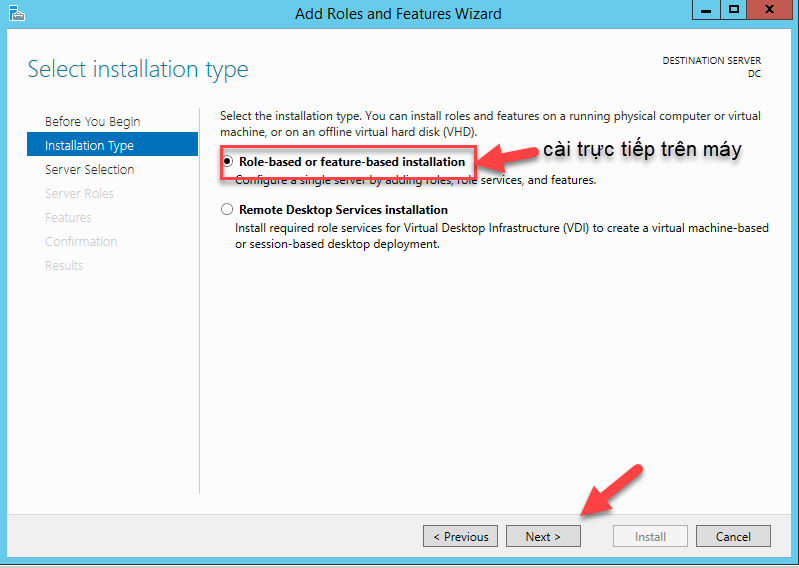 Add Roles and Features Wizard
Select installation type
DESTINATION SERVER
DC
Before You Begin
Installation Type
Server Selection
Server Roles
Features
Confirmation
Results
Select the installation type. You can install roles and features on a running physical computer or virtual
machine, or on an offline virtual hard disk (VHD).
Role-based or feature-based installation
cài trực tiếp trên máy
Configure a single server by adding roles, role services, and features.
Remote Desktop Services installation
Install required role services for Virtual Desktop Infrastructure (VDI) to create a virtual machine-based
or session-based desktop deployment.
< Previous
Next >
Install
Cancel